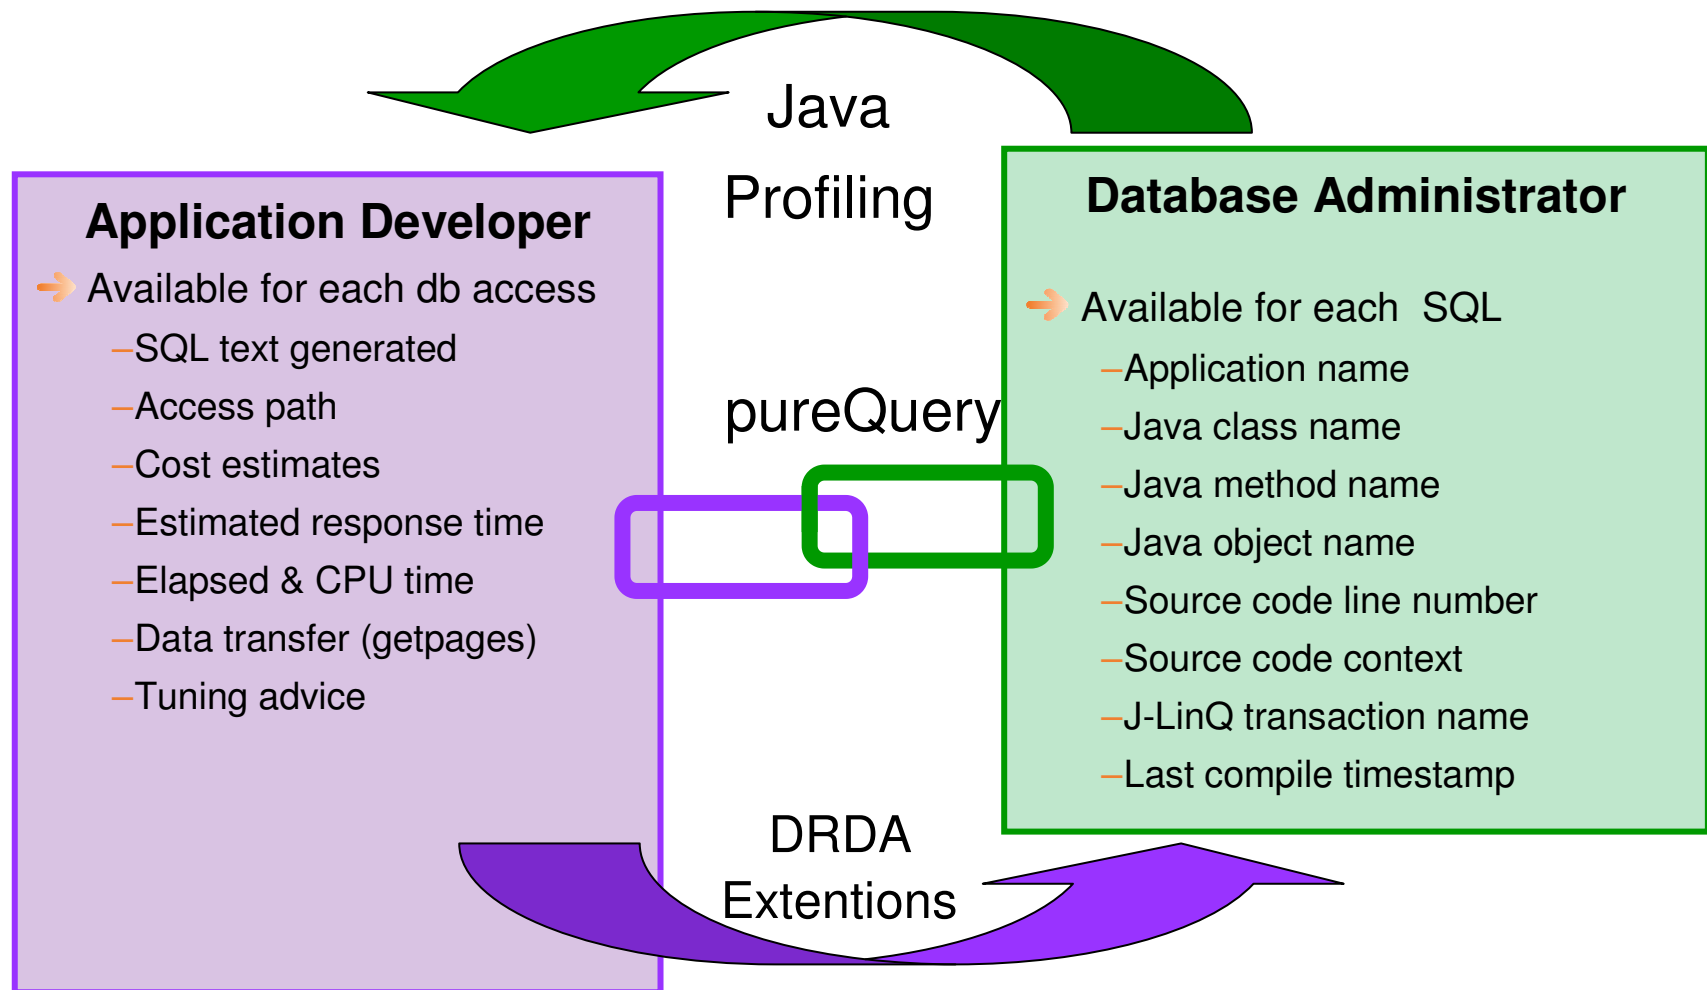 Java
Profiling
Application Developer
Available for each db access
–SQL text generated
–Access path
–Cost estimates
–Estimated response time
–Elapsed & CPU time
–Data transfer (getpages)
–Tuning advice
pureQuery
Database Administrator
Available for each  SQL
–Application name
–Java class name
–Java method name
–Java object name
–Source code line number
–Source code context
–J-LinQ transaction name
–Last compile timestamp
DRDA
Extentions